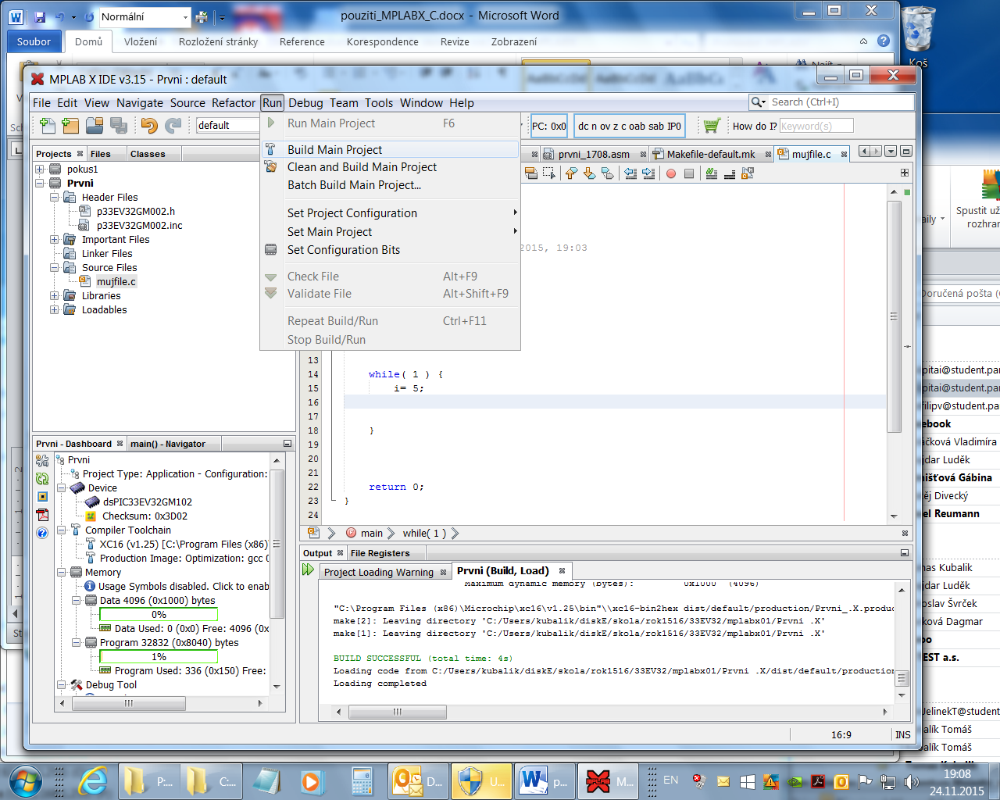 Normální
pouziti_MPLABX_C.docx - Microsoft Word
Soubor Domů Vložení Rozložení stránky Reference Korespondence Revize Zobrazení
Koš
MPLAB X IDE v3.15 - Prvni : default
File Edit View Navigate Source Refactor Run Debug Team Tools Window Help
Search (Ctrl+I)
default
PC: 0x0
dc n ov z c oab sab IP0
How do I? Keyword(s)
Run Main Project F6
Build Main Project
Clean and Build Main Project
Batch Build Main Project...
Set Project Configuration
Set Main Project
Set Configuration Bits
Check File Alt+F9
Validate File Alt+Shift+F9
Repeat Build/Run Ctrl+F11
Stop Build/Run
Projects Files Classes
pokus1
Prvni
Header Files
p33EV32GM002.h
p33EV32GM002.inc
Important Files
Linker Files
Source Files
mujfile.c
Libraries
Loadables
prvni_1708.asm Makefile-default.mk mujfile.c
2015, 19:03
13
14 while( 1 ) {
15 i= 5;
16
17
18 }
19
20
21
22 return 0;
23 }
24
main while( 1 )
Prvni - Dashboard main() - Navigator
Prvni
Project Type: Application - Configuration:
Device
dsPIC33EV32GM102
Checksum: 0x3D02
Compiler Toolchain
XC16 (v1.25) [C:\Program Files (x86)
Production Image: Optimization: gcc
Memory
Usage Symbols disabled. Click to enab
Data 4096 (0x1000) bytes
0%
Data Used: 0 (0x0) Free: 4096 (0x
Program 32832 (0x8040) bytes
1%
Program Used: 336 (0x150) Free:
Debug Tool
Output File Registers
Project Loading Warning Prvni (Build, Load)
Maximum dynamic memory (bytes): 0x1000 (4096)
"C:\Program Files (x86)\Microchip\xc16\v1.25\bin"\\xc16-bin2hex dist/default/production/Prvni_.X.produc
make[2]: Leaving directory 'C:/Users/kubalik/diskE/skola/rok1516/33EV32/mplabx01/Prvni .X'
make[1]: Leaving directory 'C:/Users/kubalik/diskE/skola/rok1516/33EV32/mplabx01/Prvni .X'
BUILD SUCCESSFUL (total time: 4s)
Loading code from C:/Users/kubalik/diskE/skola/rok1516/33EV32/mplabx01/Prvni .X/dist/default/production
Loading completed
16:9 INS
Spustit už
rozhran
aily
Doručená pošta (
pitai@student.par
pitai@student.par
filipv@student.pa
ebook
áčková Vladimíra
idar Luděk
nišťová Gábina
ěj Divecký
el Reumann
nas Kubalik
idar Luděk
oslav Švrček
ková Dagmar
bo
EST a.s.
JelinekT@student
alík Tomáš
alík Tomáš
P:... C:... D... U... p... M...
EN
19:08
24.11.2015